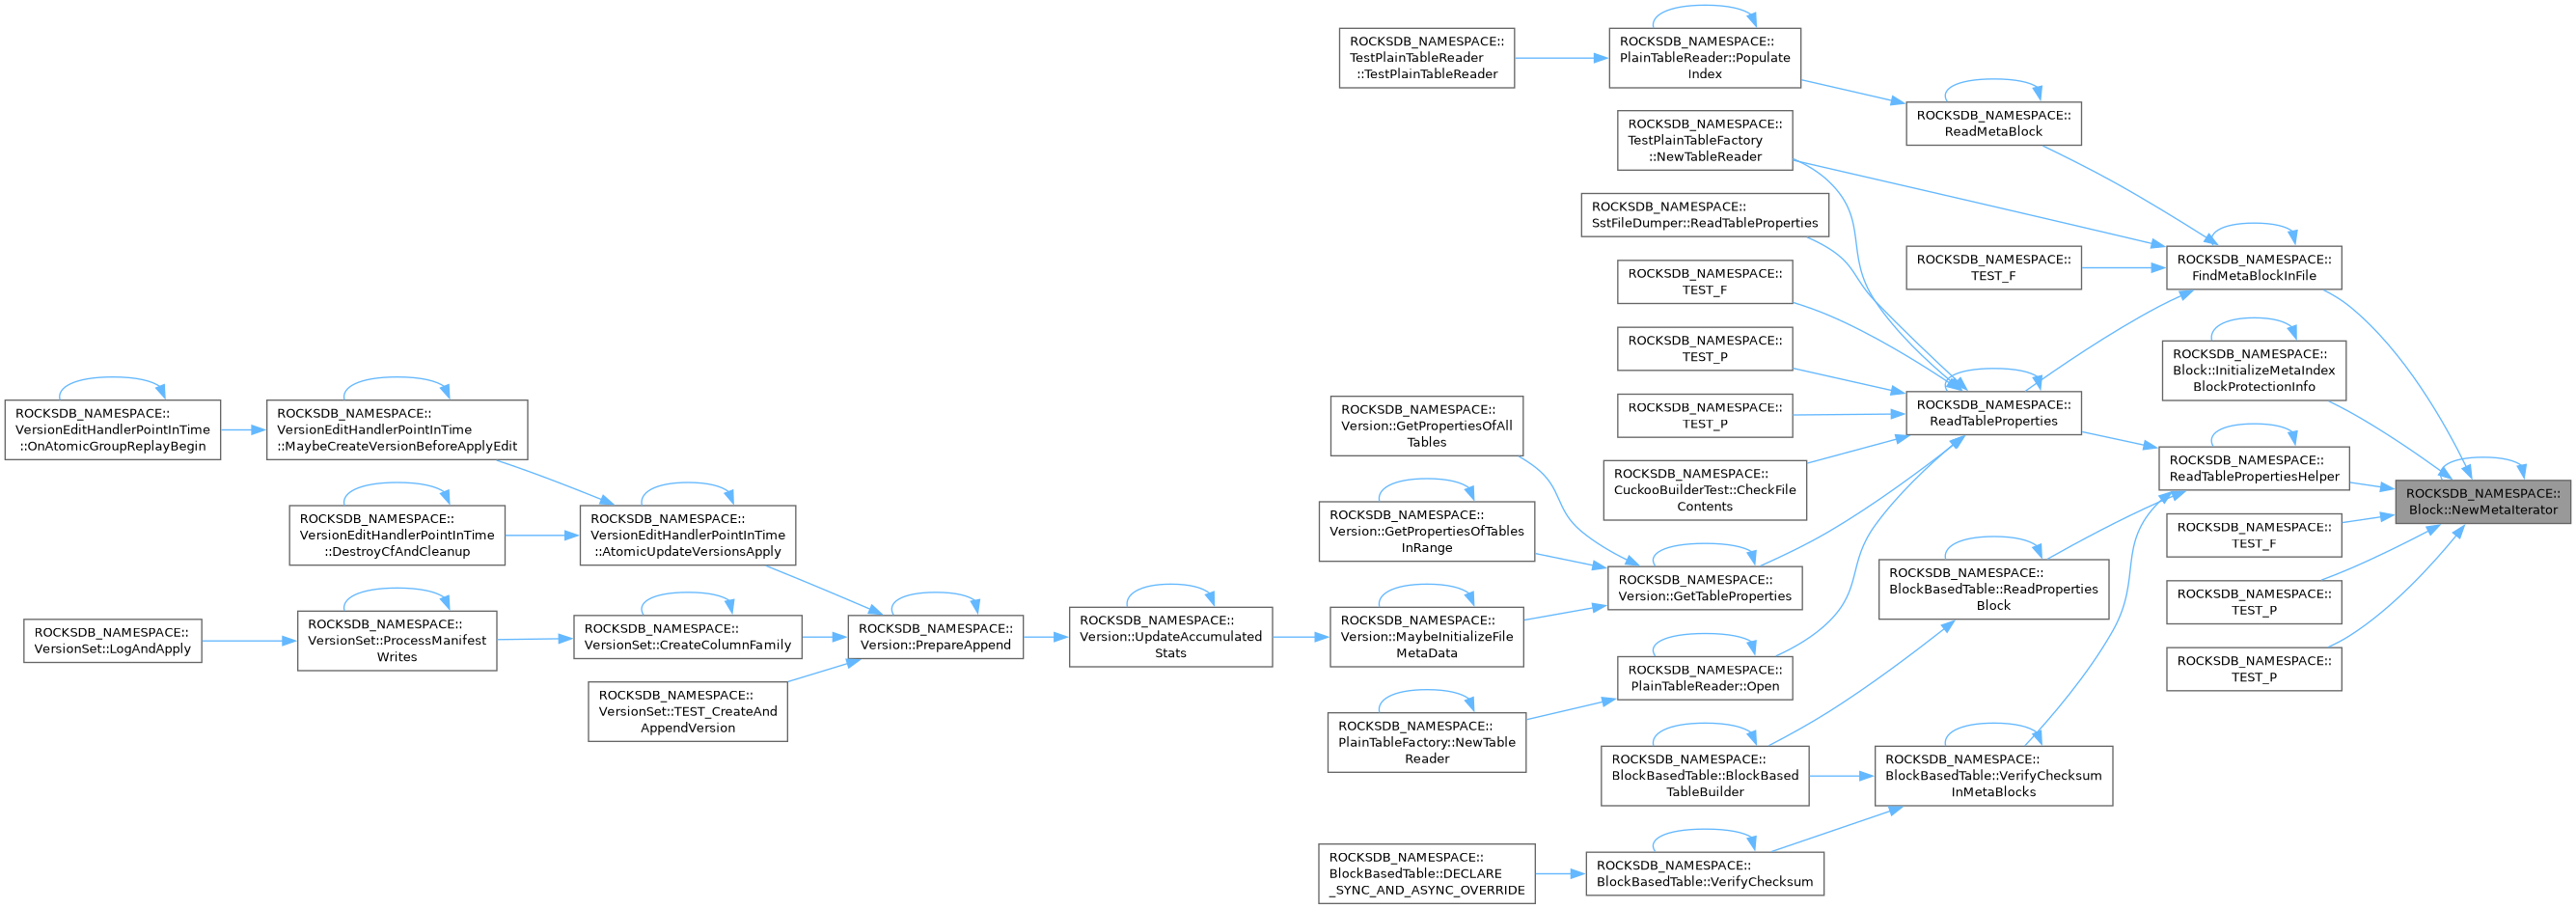 ROCKSDB_NAMESPACE::
TestPlainTableReader
::TestPlainTableReader
ROCKSDB_NAMESPACE::
PlainTableReader::Populate
Index
ROCKSDB_NAMESPACE::
ReadMetaBlock
ROCKSDB_NAMESPACE::
TestPlainTableFactory
::NewTableReader
ROCKSDB_NAMESPACE::
SstFileDumper::ReadTableProperties
ROCKSDB_NAMESPACE::
TEST_F
ROCKSDB_NAMESPACE::
FindMetaBlockInFile
ROCKSDB_NAMESPACE::
TEST_F
ROCKSDB_NAMESPACE::
TEST_P
ROCKSDB_NAMESPACE::
Block::InitializeMetaIndex
BlockProtectionInfo
ROCKSDB_NAMESPACE::
VersionEditHandlerPointInTime
::OnAtomicGroupReplayBegin
ROCKSDB_NAMESPACE::
VersionEditHandlerPointInTime
::MaybeCreateVersionBeforeApplyEdit
ROCKSDB_NAMESPACE::
Version::GetPropertiesOfAll
Tables
ROCKSDB_NAMESPACE::
TEST_P
ROCKSDB_NAMESPACE::
ReadTableProperties
ROCKSDB_NAMESPACE::
CuckooBuilderTest::CheckFile
Contents
ROCKSDB_NAMESPACE::
ReadTablePropertiesHelper
ROCKSDB_NAMESPACE::
Block::NewMetaIterator
ROCKSDB_NAMESPACE::
VersionEditHandlerPointInTime
::DestroyCfAndCleanup
ROCKSDB_NAMESPACE::
VersionEditHandlerPointInTime
::AtomicUpdateVersionsApply
ROCKSDB_NAMESPACE::
Version::GetPropertiesOfTables
InRange
ROCKSDB_NAMESPACE::
TEST_F
ROCKSDB_NAMESPACE::
Version::GetTableProperties
ROCKSDB_NAMESPACE::
BlockBasedTable::ReadProperties
Block
ROCKSDB_NAMESPACE::
TEST_P
ROCKSDB_NAMESPACE::
VersionSet::LogAndApply
ROCKSDB_NAMESPACE::
VersionSet::ProcessManifest
Writes
ROCKSDB_NAMESPACE::
VersionSet::CreateColumnFamily
ROCKSDB_NAMESPACE::
Version::PrepareAppend
ROCKSDB_NAMESPACE::
Version::UpdateAccumulated
Stats
ROCKSDB_NAMESPACE::
Version::MaybeInitializeFile
MetaData
ROCKSDB_NAMESPACE::
PlainTableReader::Open
ROCKSDB_NAMESPACE::
TEST_P
ROCKSDB_NAMESPACE::
VersionSet::TEST_CreateAnd
AppendVersion
ROCKSDB_NAMESPACE::
PlainTableFactory::NewTable
Reader
ROCKSDB_NAMESPACE::
BlockBasedTable::BlockBased
TableBuilder
ROCKSDB_NAMESPACE::
BlockBasedTable::VerifyChecksum
InMetaBlocks
ROCKSDB_NAMESPACE::
BlockBasedTable::DECLARE
_SYNC_AND_ASYNC_OVERRIDE
ROCKSDB_NAMESPACE::
BlockBasedTable::VerifyChecksum